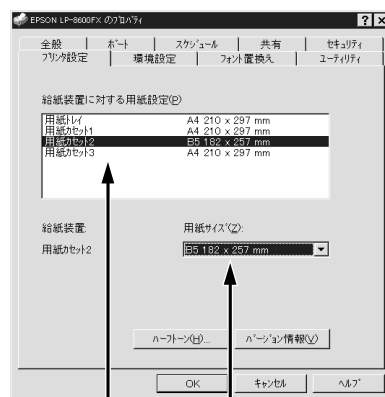 EPSON LP-8600FX のプロパティ
全般 ポート スケジュール 共有 セキュリティ
プリンタ設定 環境設定 フォント置換え ユーティリティ
給紙装置に対する用紙設定(P)
用紙トレイ A4 210 x 297 mm
用紙カセット1 A4 210 x 297 mm
用紙カセット2 B5 182 x 257 mm
用紙カセット3 A4 210 x 297 mm
給紙装置: 用紙サイズ(Z):
用紙カセット2 B5 182 x 257 mm
ハーフトーン(H)... バージョン情報(V)
OK キャンセル ヘルプ